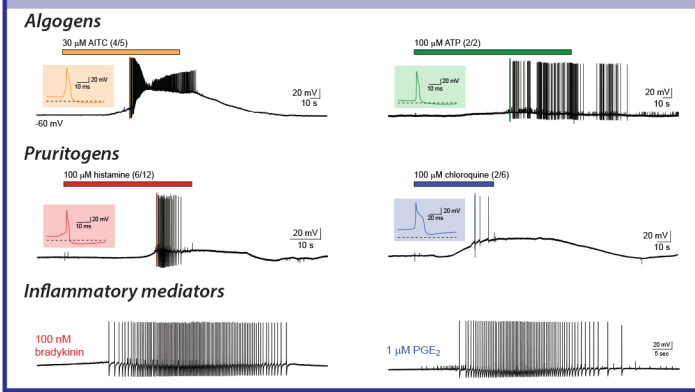 Algogens
30 μM AITC (4/5)
100 μM ATP (2/2)
20 mV
10 ms
20 mV
10 ms
20 mV
10 s
20 mV
10 s
-60 mV
Pruritogens
100 μM histamine (6/12)
100 μM chloroquine (2/6)
20 mV
10 ms
20 mV
20 ms
20 mV
10 s
20 mV
10 s
Inflammatory mediators
100 nM
bradykinin
1 μM PGE₂
20 mV
5 sec